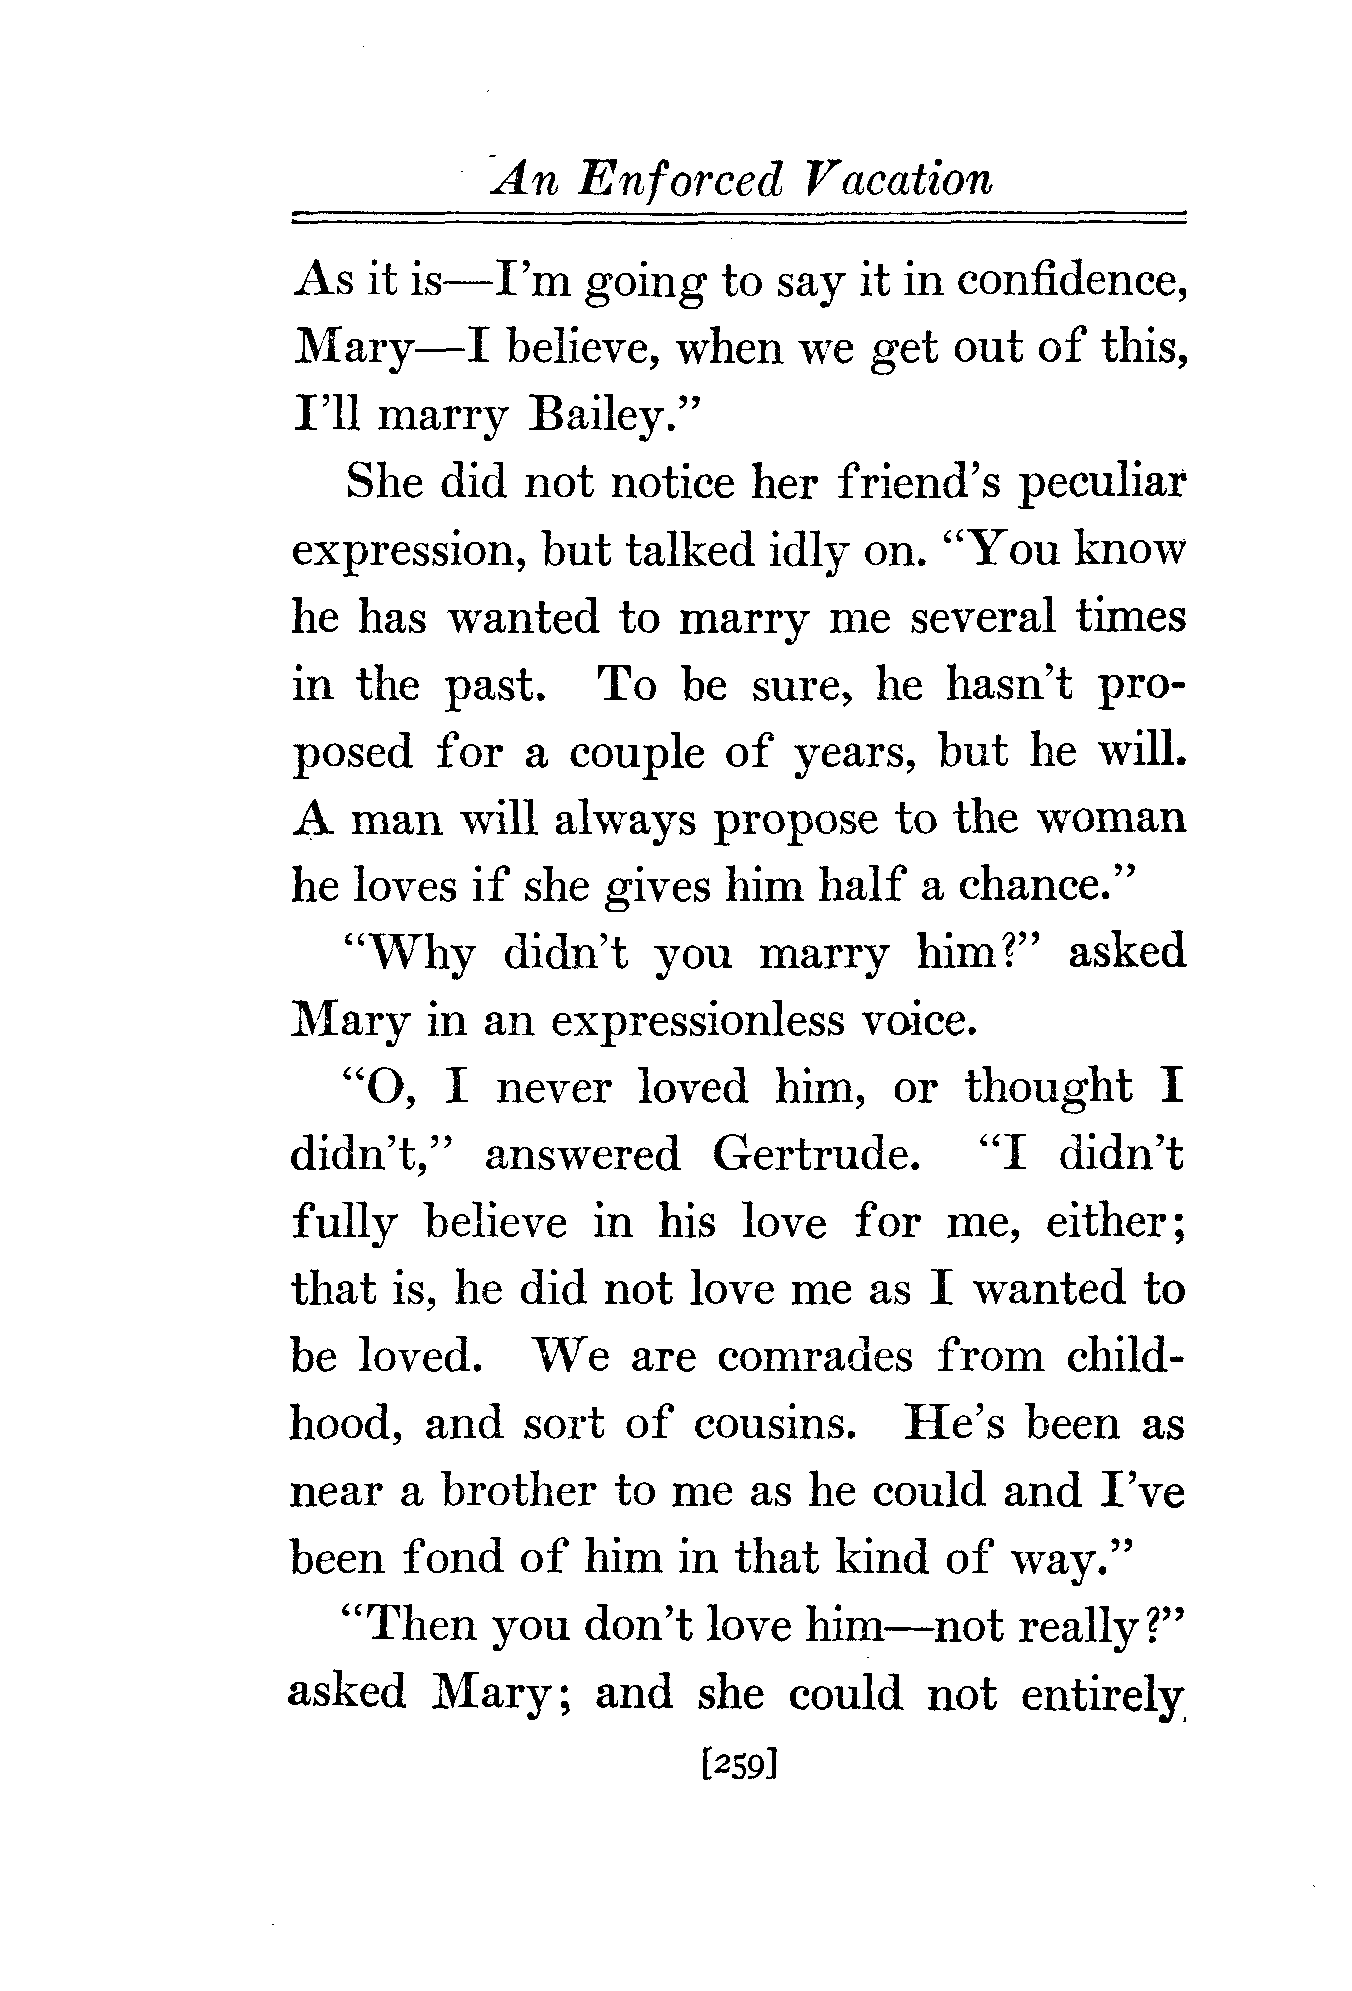 An Enforced Vacation
As it is—I'm going to say it in confidence,
Mary—I believe, when we get out of this,
I'll marry Bailey."
She did not notice her friend's peculiar
expression, but talked idly on. "You know
he has wanted to marry me several times
in the past. To be sure, he hasn't pro-
posed for a couple of years, but he will.
A man will always propose to the woman
he loves if she gives him half a chance."
"Why didn't you marry him?" asked
Mary in an expressionless voice.
"O, I never loved him, or thought I
didn't," answered Gertrude. "I didn't
fully believe in his love for me, either;
that is, he did not love me as I wanted to
be loved. We are comrades from child-
hood, and sort of cousins. He's been as
near a brother to me as he could and I've
been fond of him in that kind of way."
"Then you don't love him—not really?"
asked Mary; and she could not entirely
[259]